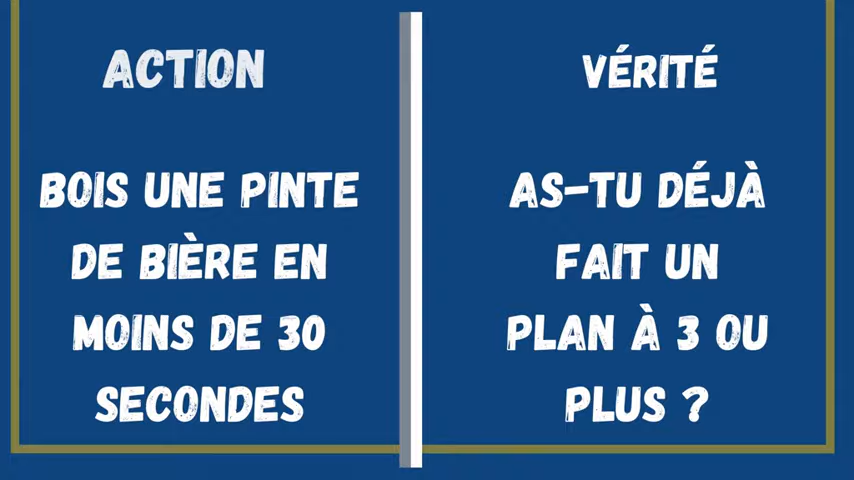 ACTION
BOIS UNE PINTE
DE BIÈRE EN
MOINS DE 30
SECONDES
VÉRITÉ
AS-TU DÉJÀ
FAIT UN
PLAN À 3 OU
PLUS ?